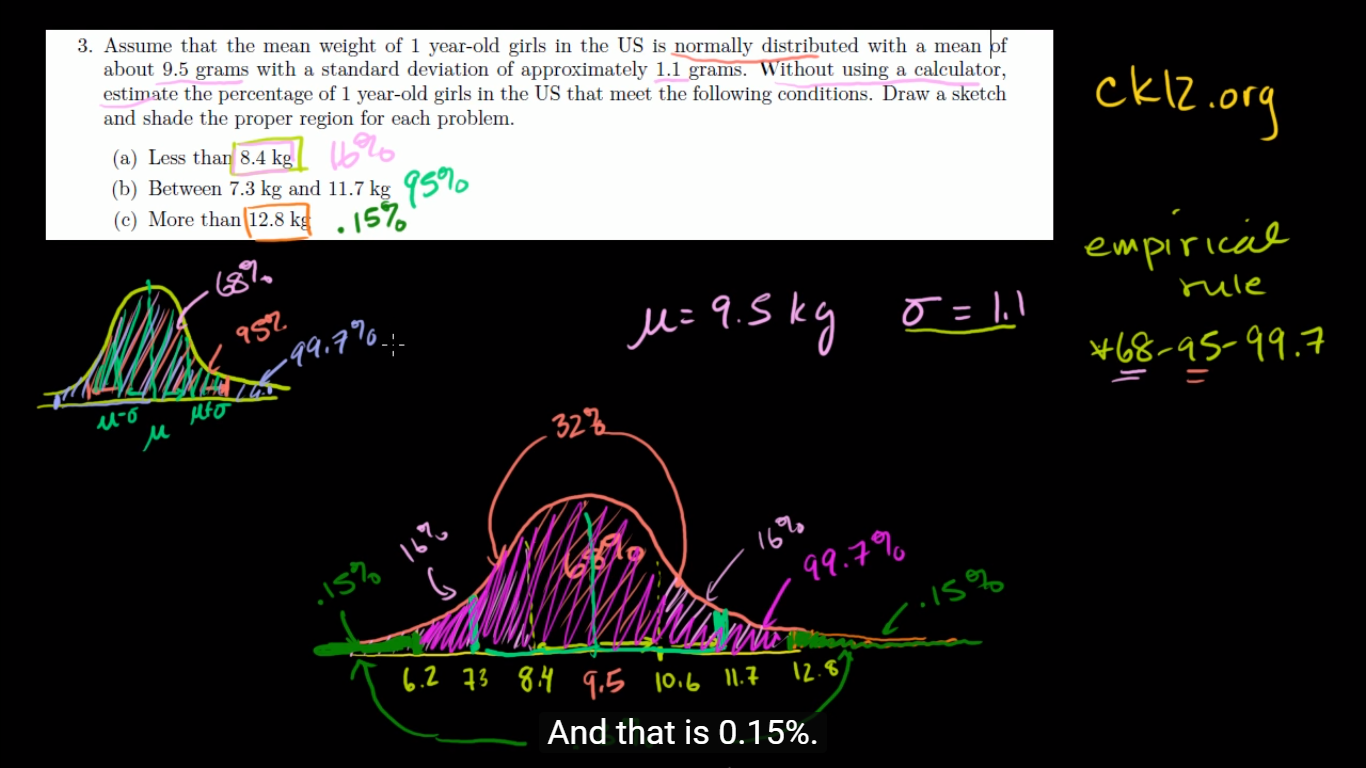 3. Assume that the mean weight of 1 year-old girls in the US is normally distributed with a mean of
about 9.5 grams with a standard deviation of approximately 1.1 grams. Without using a calculator,
estimate the percentage of 1 year-old girls in the US that meet the following conditions. Draw a sketch
and shade the proper region for each problem.
(a) Less than 8.4 kg 16%
(b) Between 7.3 kg and 11.7 kg 95%
(c) More than 12.8 kg .15%
ck12.org
empirical
rule
*68-95-99.7
68%
95%
99.7%
μ-σ μ μ+σ
μ = 9.5 kg σ = 1.1
32%
16%
68%
16%
99.7%
.15%
.15%
6.2 73 8.4 9.5 10.6 11.7 12.8
And that is 0.15%.